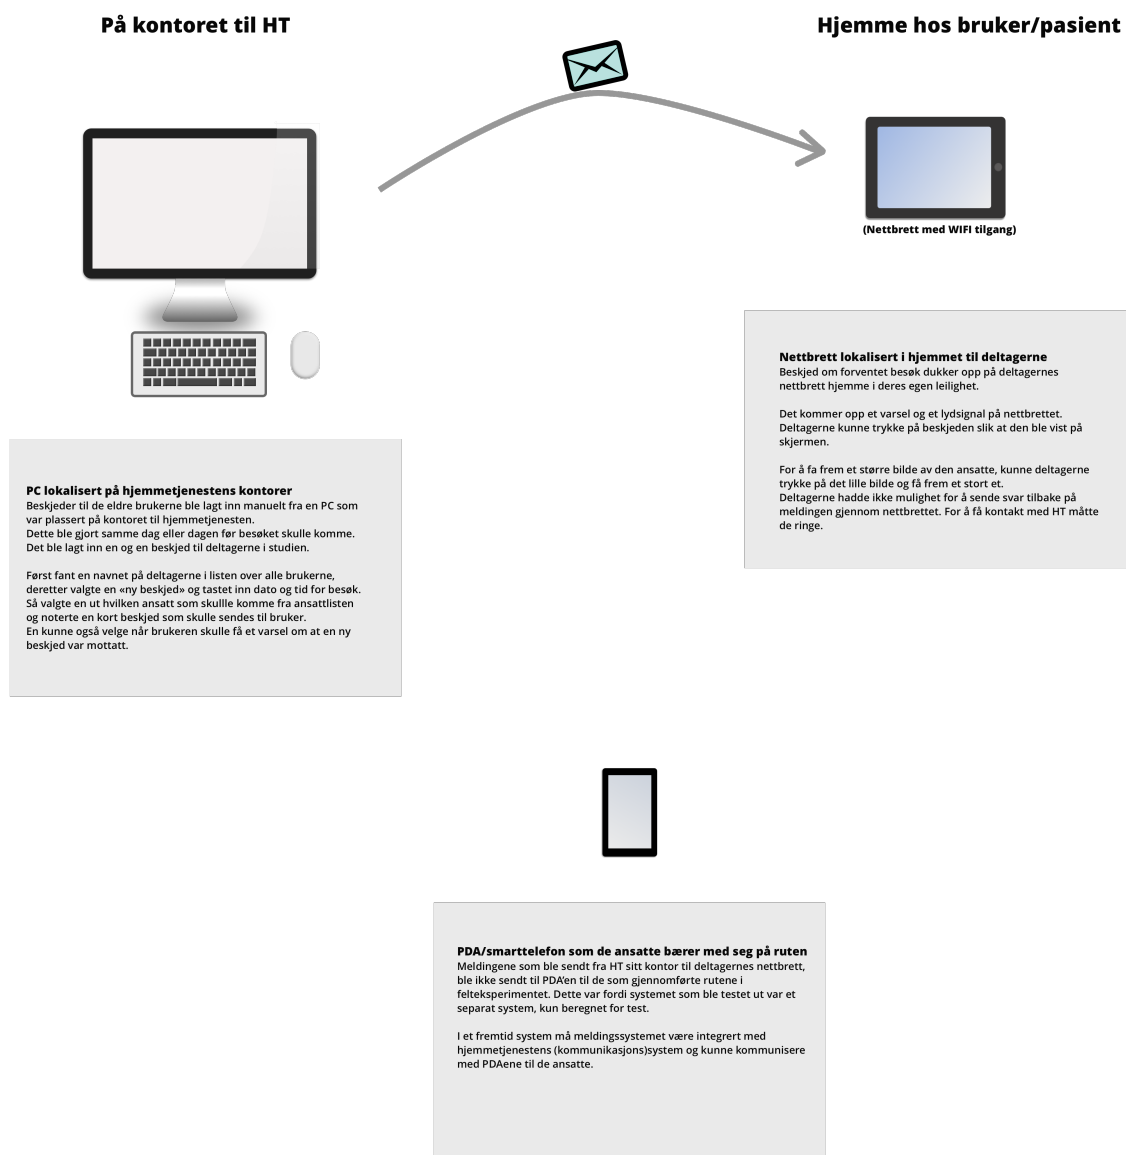 På kontoret til HT
Hjemme hos bruker/pasient
(Nettbrett med WIFI tilgang)
Nettbrett lokalisert i hjemmet til deltagerne
Beskjed om forventet besøk dukker opp på deltagernes
nettbrett hjemme i deres egen leilighet.
Det kommer opp et varsel og et lydsignal på nettbrettet.
Deltagerne kunne trykke på beskjeden slik at den ble vist på
skjermen.
For å fa frem et større bilde av den ansatte, kunne deltagerne
trykke på det lille bilde og få frem et stort et.
Deltagerne hadde ikke mulighet for å sende svar tilbake på
meldingen gjennom nettbrettet. For å få kontakt med HT måtte
de ringe.
PC lokalisert på hjemmetjenestens kontorer
Beskjeder til de eldre brukerne ble lagt inn manuelt fra en PC som
var plassert på kontoret til hjemmetjenesten.
Dette ble gjort samme dag eller dagen før besøket skulle komme.
Det ble lagt inn en og en beskjed til deltagerne i studien.
Først fant en navnet på deltagerne i listen over alle brukerne,
deretter valgte en «ny beskjed» og tastet inn dato og tid for besøk.
Så valgte en ut hvilken ansatt som skullle komme fra ansattlisten
og noterte en kort beskjed som skulle sendes til bruker.
En kunne også velge når brukeren skulle få et varsel om at en ny
beskjed var mottatt.
PDA/smarttelefon som de ansatte bærer med seg på ruten
Meldingene som ble sendt fra HT sitt kontor til deltagernes nettbrett,
ble ikke sendt til PDA'en til de som gjennomførte rutene i
felteksperimentet. Dette var fordi systemet som ble testet ut var et
separat system, kun beregnet for test.
I et fremtid system må meldingssystemet være integrert med
hjemmetjenestens (kommunikasjons)system og kunne kommunisere
med PDAene til de ansatte.